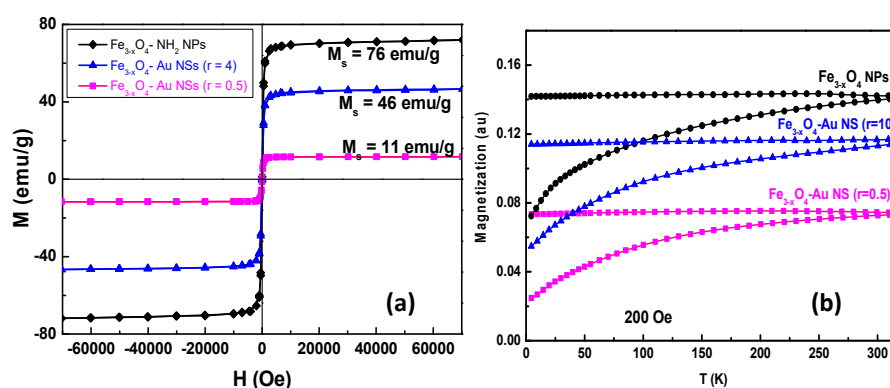 80
40
0
-40
-80
M (emu/g)
Fe3-xO4- NH2 NPs
Fe3-xO4- Au NSs (r = 4)
Fe3-xO4- Au NSs (r = 0.5)
Ms = 76 emu/g
Ms = 46 emu/g
Ms = 11 emu/g
(a)
-60000 -40000 -20000 0 20000 40000 60000
H (Oe)
0.20
0.16
0.12
0.08
0.04
0.00
Magnetization (au)
Fe3-xO4 NPs
Fe3-xO4-Au NS (r=10
Fe3-xO4-Au NS (r=0.5)
200 Oe
(b)
0 50 100 150 200 250 300
T (K)